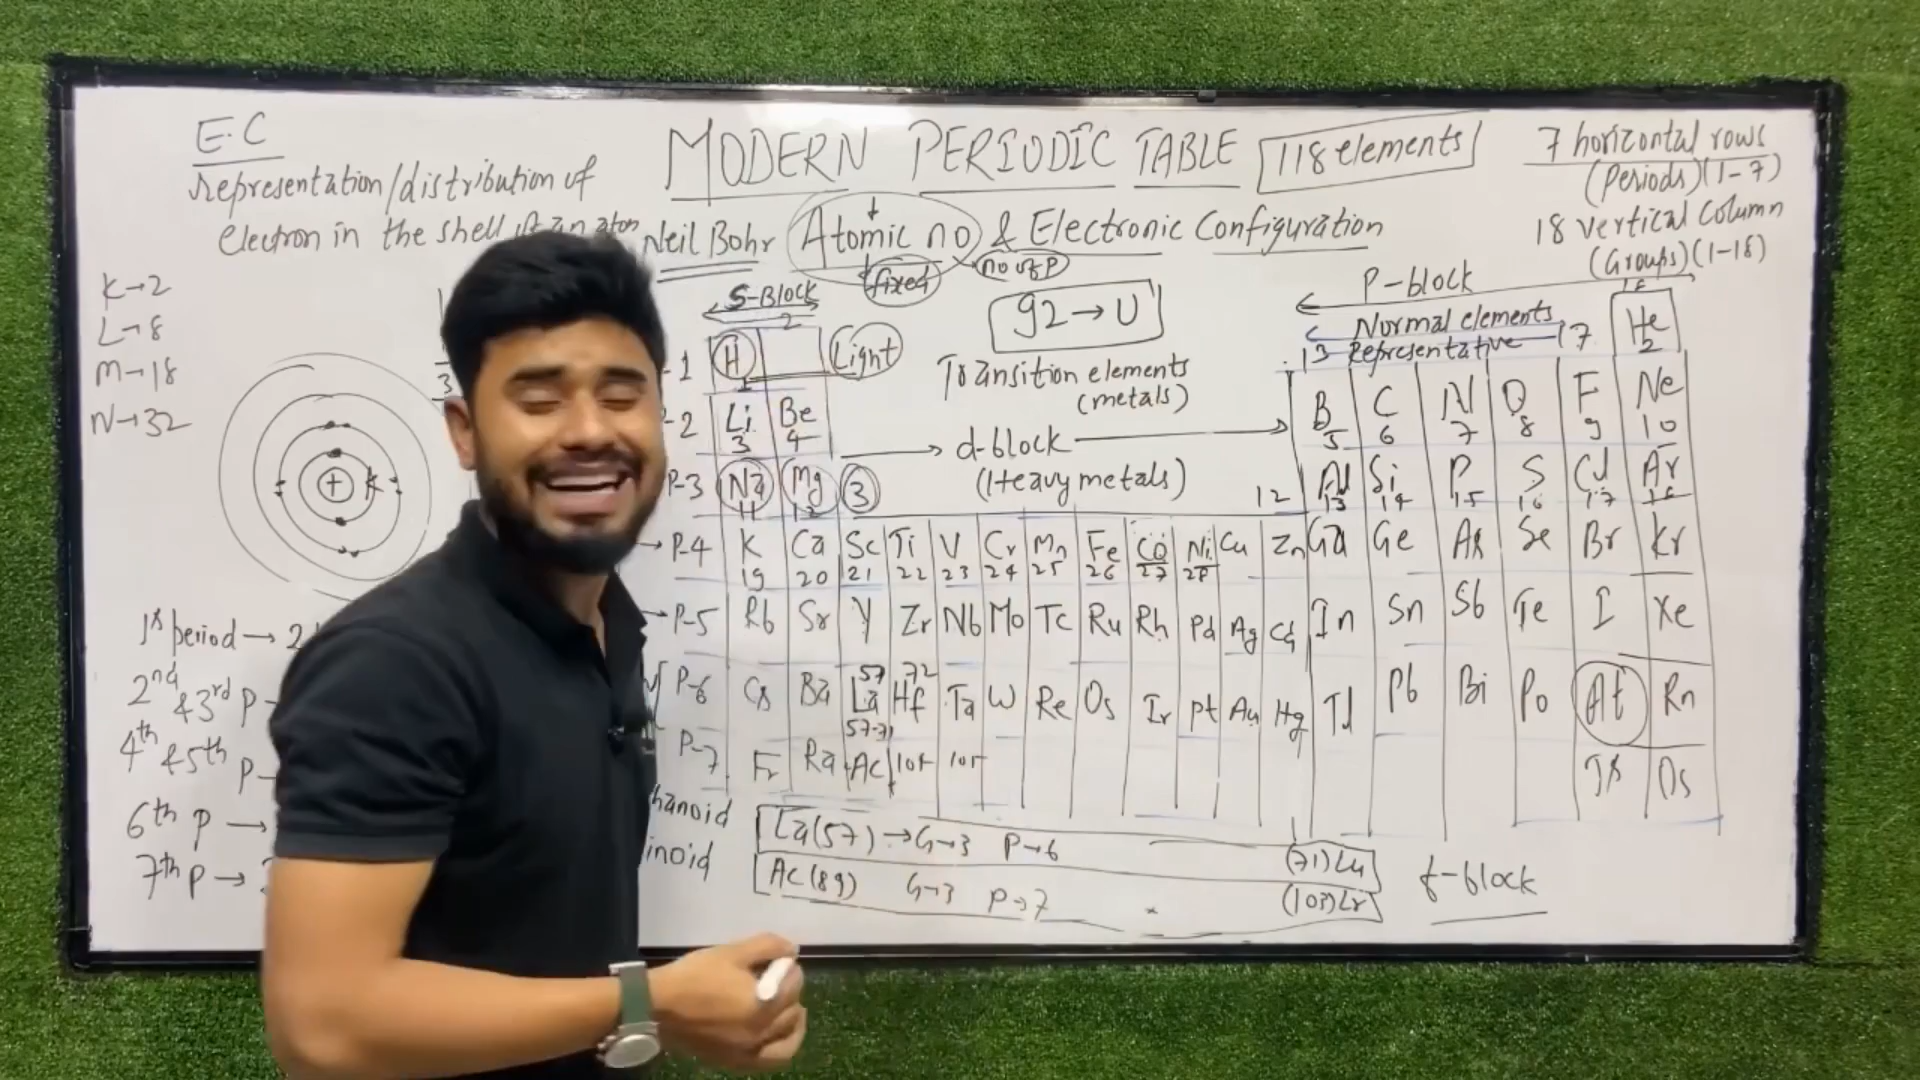 E.C
representation/distribution of
electron in the shell of an atom
K→2
L→8
M→18
N→32
1st period → 2
2nd &3rd p -
4th &5th p-
6th p →
7th p →
MODERN PERIODIC TABLE 118 elements
Neil Bohr Atomic no & Electronic Configuration
fixed no of P
7 horizontal rows
(Periods)(1-7)
18 vertical column
(Groups)(1-18)
S-Block
2
92→U
P-block
Normal elements
13 Representative 17
18
Transition elements
(metals)
d-block
(Heavy metals)
3 12
-1 H Light He
1 2
-2 Li Be B C N O F Ne
3 4 5 6 7 8 9 10
P-3 Na Mg Al Si P S Cl Ar
11 12 13 14 15 16 17 18
→P-4 K Ca Sc Ti V Cr Mn Fe Co Ni Cu Zn Ga Ge As Se Br Kr
19 20 21 22 23 24 25 26 27 28
→P-5 Rb Sr Y Zr Nb Mo Tc Ru Rh Pd Ag Cd In Sn Sb Te I Xe
57 72
P-6 Cs Ba La Hf Ta W Re Os Ir Pt Au Hg Tl Pb Bi Po At Rn
57-71
P-7 Fr Ra Ac 104 105 Ts Os
hanoid La(57) →G→3 P→6 (71)Lu
inoid Ac(89) G→3 P→7 (103)Lr
f-block